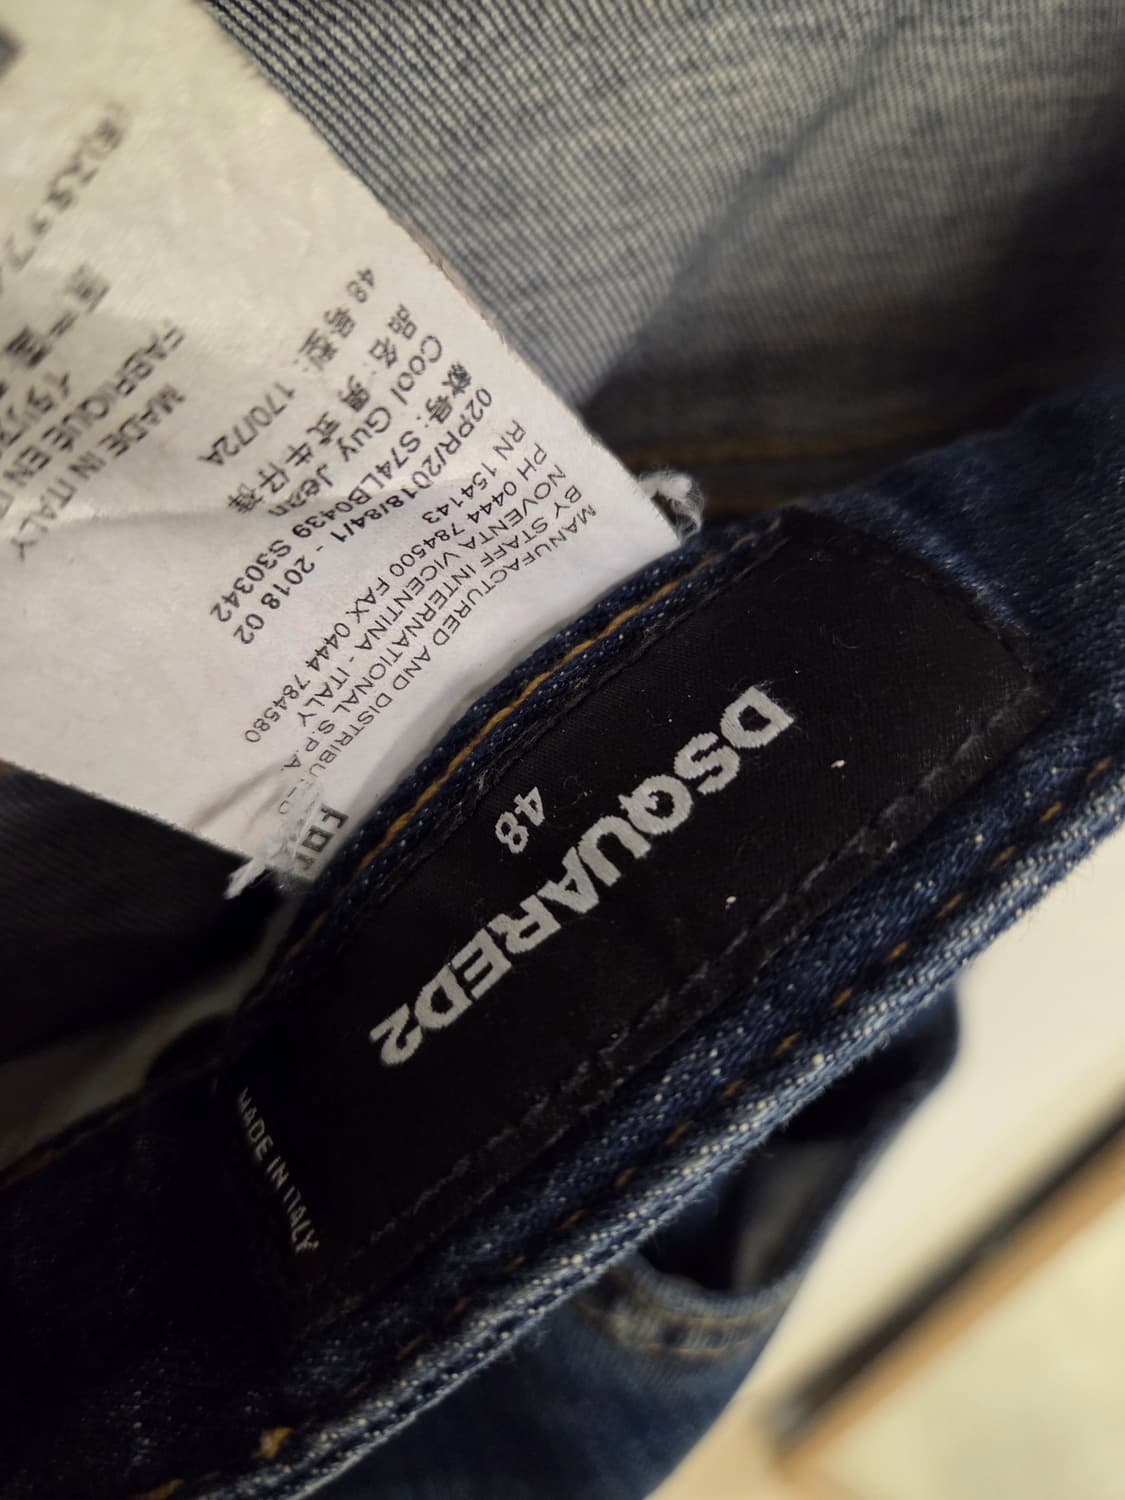 DSQUARED2
48
MADE IN ITALY
MANUFACTURED AND DISTRIBUTED
BY STAFF INTERNATIONAL S.P.A.
NOVENTA VICENTINA - ITALY
PH 0444 784500 FAX 0444 784580
RN 154143
02PR/2018/84/1 - 2018 02
款号: S74LB0439 S30342
Cool Guy Jean
品名: 男式牛仔裤
48 号型: 170/72A
MADE IN ITALY
FABRIQUÉ EN